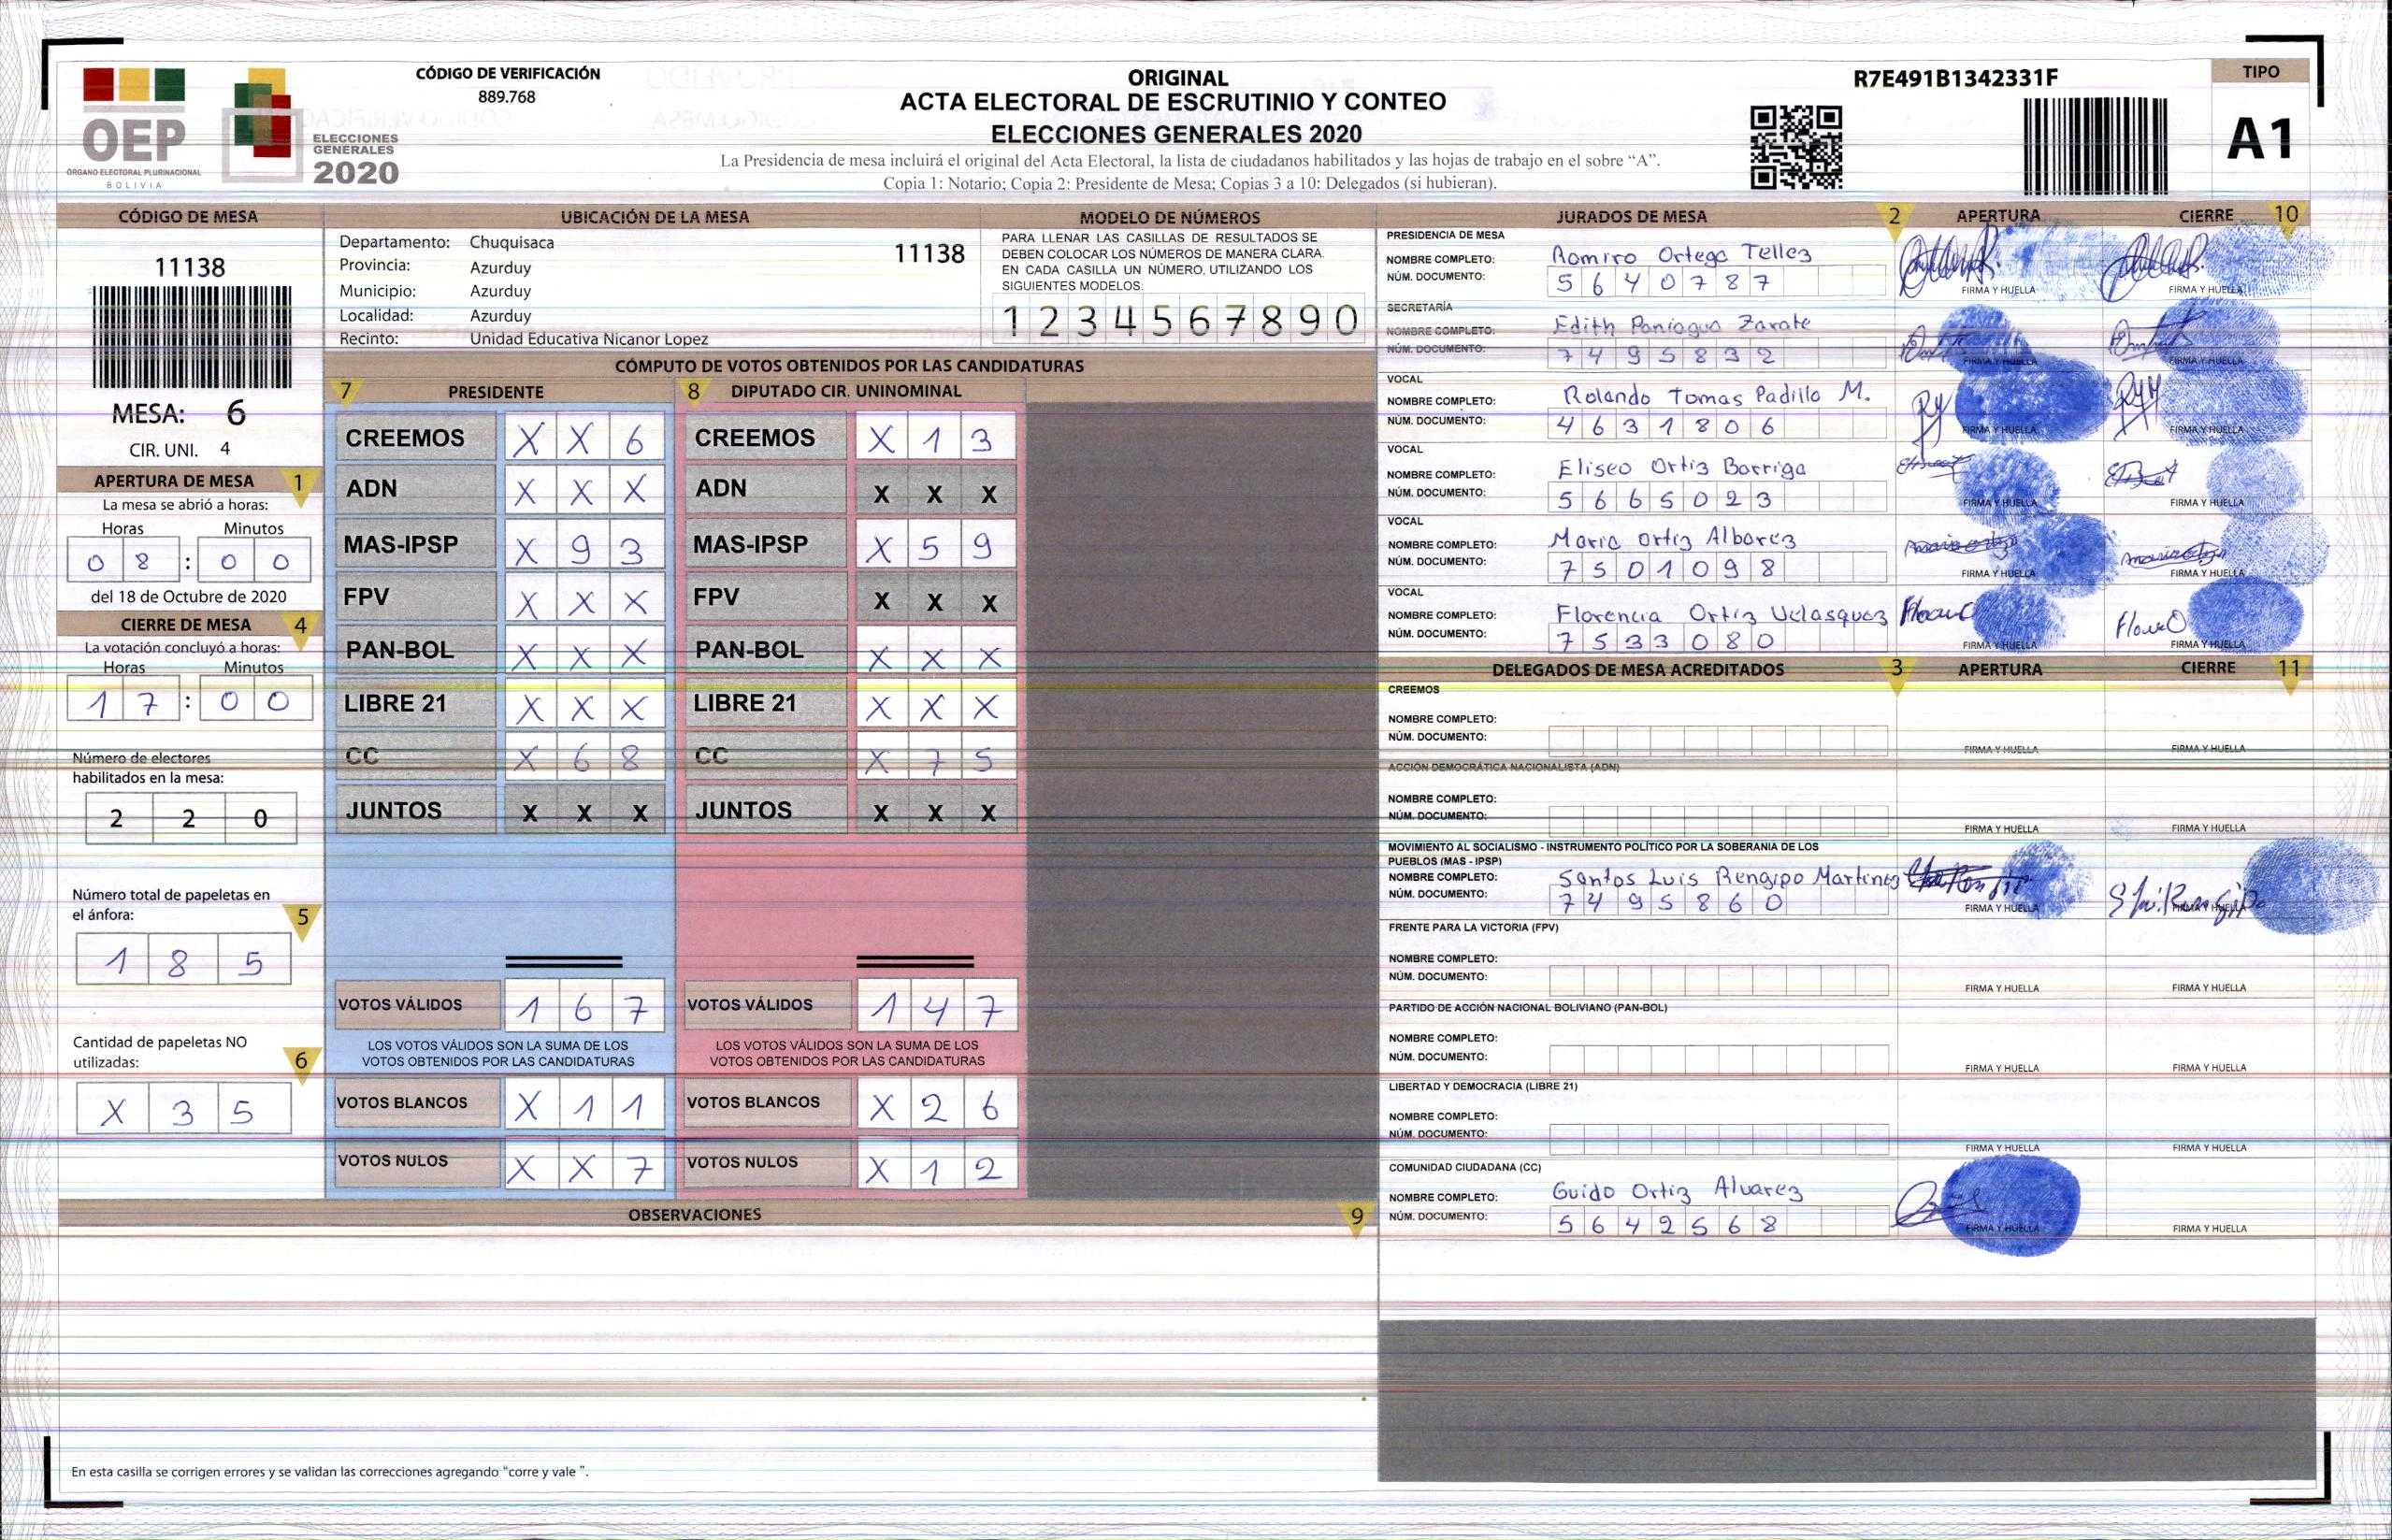 CÓDIGO DE VERIFICACIÓN
889.768
OEP
ÓRGANO ELECTORAL PLURINACIONAL
BOLIVIA
ELECCIONES
GENERALES
2020
ORIGINAL
ACTA ELECTORAL DE ESCRUTINIO Y CONTEO
ELECCIONES GENERALES 2020
La Presidencia de mesa incluirá el original del Acta Electoral, la lista de ciudadanos habilitados y las hojas de trabajo en el sobre “A”.
Copia 1: Notario; Copia 2: Presidente de Mesa; Copias 3 a 10: Delegados (si hubieran).
R7E491B1342331F
TIPO
A1
CÓDIGO DE MESA
11138
MESA: 6
CIR. UNI. 4
APERTURA DE MESA 1
La mesa se abrió a horas:
Horas Minutos
0 8 : 0 0
del 18 de Octubre de 2020
CIERRE DE MESA 4
La votación concluyó a horas:
Horas Minutos
1 7 : 0 0
Número de electores
habilitados en la mesa:
2 2 0
Número total de papeletas en
el ánfora: 5
1 8 5
Cantidad de papeletas NO
utilizadas: 6
X 3 5
UBICACIÓN DE LA MESA
Departamento: Chuquisaca 11138
Provincia: Azurduy
Municipio: Azurduy
Localidad: Azurduy
Recinto: Unidad Educativa Nicanor Lopez
MODELO DE NÚMEROS
PARA LLENAR LAS CASILLAS DE RESULTADOS SE
DEBEN COLOCAR LOS NÚMEROS DE MANERA CLARA.
EN CADA CASILLA UN NÚMERO, UTILIZANDO LOS
SIGUIENTES MODELOS:
1 2 3 4 5 6 7 8 9 0
CÓMPUTO DE VOTOS OBTENIDOS POR LAS CANDIDATURAS
7 PRESIDENTE 8 DIPUTADO CIR. UNINOMINAL
CREEMOS X X 6 CREEMOS X 1 3
ADN X X X ADN X X X
MAS-IPSP X 9 3 MAS-IPSP X 5 9
FPV X X X FPV X X X
PAN-BOL X X X PAN-BOL X X X
LIBRE 21 X X X LIBRE 21 X X X
CC X 6 8 CC X 7 5
JUNTOS X X X JUNTOS X X X
VOTOS VÁLIDOS 1 6 7 VOTOS VÁLIDOS 1 4 7
LOS VOTOS VÁLIDOS SON LA SUMA DE LOS LOS VOTOS VÁLIDOS SON LA SUMA DE LOS
VOTOS OBTENIDOS POR LAS CANDIDATURAS VOTOS OBTENIDOS POR LAS CANDIDATURAS
VOTOS BLANCOS X 1 1 VOTOS BLANCOS X 2 6
VOTOS NULOS X X 7 VOTOS NULOS X 1 2
OBSERVACIONES 9
En esta casilla se corrigen errores y se validan las correcciones agregando “corre y vale ”.
JURADOS DE MESA 2 APERTURA CIERRE 10
PRESIDENCIA DE MESA
NOMBRE COMPLETO: Romiro Ortega Tellez
NÚM. DOCUMENTO: 5 6 4 0 7 8 7
FIRMA Y HUELLA FIRMA Y HUELLA
SECRETARÍA
NOMBRE COMPLETO: Edith Paniagua Zarate
NÚM. DOCUMENTO: 7 4 9 5 8 3 2
FIRMA Y HUELLA FIRMA Y HUELLA
VOCAL
NOMBRE COMPLETO: Rolando Tomas Padilla M.
NÚM. DOCUMENTO: 4 6 3 1 8 0 6
FIRMA Y HUELLA FIRMA Y HUELLA
VOCAL
NOMBRE COMPLETO: Eliseo Ortiz Barriga
NÚM. DOCUMENTO: 5 6 6 5 0 2 3
FIRMA Y HUELLA FIRMA Y HUELLA
VOCAL
NOMBRE COMPLETO: Maria Ortiz Albarez
NÚM. DOCUMENTO: 7 5 0 1 0 9 8
FIRMA Y HUELLA FIRMA Y HUELLA
VOCAL
NOMBRE COMPLETO: Florencia Ortiz Velasquez
NÚM. DOCUMENTO: 7 5 3 3 0 8 0
FIRMA Y HUELLA FIRMA Y HUELLA
DELEGADOS DE MESA ACREDITADOS 3 APERTURA CIERRE 11
CREEMOS
NOMBRE COMPLETO:
NÚM. DOCUMENTO:
FIRMA Y HUELLA FIRMA Y HUELLA
ACCIÓN DEMOCRÁTICA NACIONALISTA (ADN)
NOMBRE COMPLETO:
NÚM. DOCUMENTO:
FIRMA Y HUELLA FIRMA Y HUELLA
MOVIMIENTO AL SOCIALISMO - INSTRUMENTO POLÍTICO POR LA SOBERANIA DE LOS
PUEBLOS (MAS - IPSP)
NOMBRE COMPLETO: Santos Luis Rengipo Martinez
NÚM. DOCUMENTO: 7 4 9 5 8 6 0
FIRMA Y HUELLA FIRMA Y HUELLA
FRENTE PARA LA VICTORIA (FPV)
NOMBRE COMPLETO:
NÚM. DOCUMENTO:
FIRMA Y HUELLA FIRMA Y HUELLA
PARTIDO DE ACCIÓN NACIONAL BOLIVIANO (PAN-BOL)
NOMBRE COMPLETO:
NÚM. DOCUMENTO:
FIRMA Y HUELLA FIRMA Y HUELLA
LIBERTAD Y DEMOCRACIA (LIBRE 21)
NOMBRE COMPLETO:
NÚM. DOCUMENTO:
FIRMA Y HUELLA FIRMA Y HUELLA
COMUNIDAD CIUDADANA (CC)
NOMBRE COMPLETO: Guido Ortiz Alvarez
NÚM. DOCUMENTO: 5 6 4 2 5 6 8
FIRMA Y HUELLA FIRMA Y HUELLA